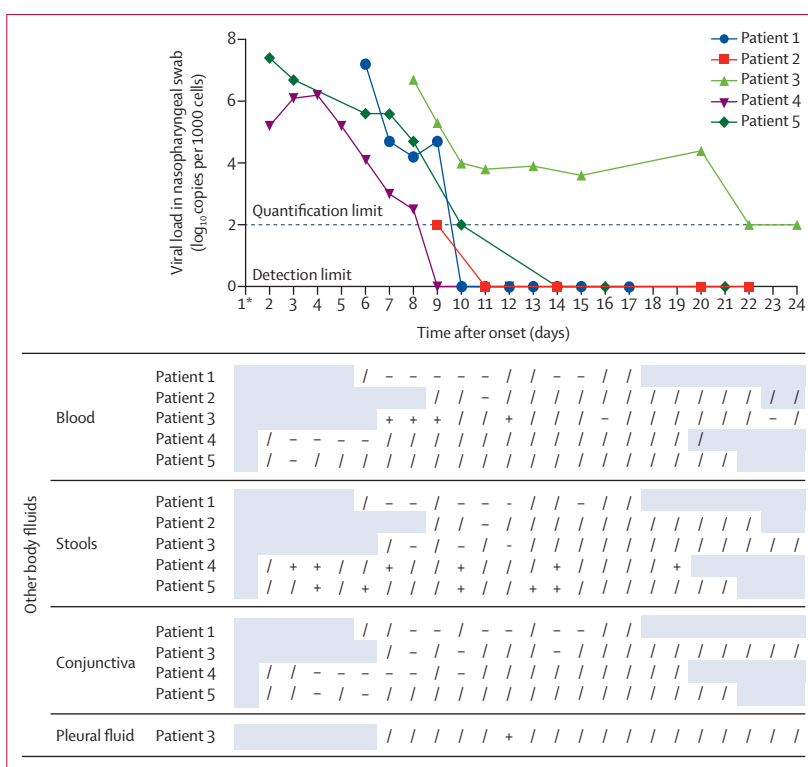 8
6
4
2
0
Viral load in nasopharyngeal swab
(log10 copies per 1000 cells)
Quantification limit
Detection limit
Patient 1
Patient 2
Patient 3
Patient 4
Patient 5
1* 2 3 4 5 6 7 8 9 10 11 12 13 14 15 16 17 18 19 20 21 22 23 24
Time after onset (days)
Other body flluids
Blood
Patient 1 / – – – – – / / – – / /
Patient 2 / / – / / / / / / / / / / / / /
Patient 3 + + + / / + / / / – / / / / / / – /
Patient 4 / – – – – / / / / / / / / / / / / / /
Patient 5 / – / / / / / / / / / / / / / / / / / /
Stools
Patient 1 / – – / – – - / / – / /
Patient 2 / / – / / / / / / / / / / /
Patient 3 / – / – / - / / / / / / / / / / / /
Patient 4 / + + / / + / / + / / / + / / / / +
Patient 5 / / + / + / / / + / / + + / / / / / / /
Conjunctiva
Patient 1 / / – – / – – / – – / /
Patient 3 / – / – / / / – / / / / / / / / / /
Patient 4 / / – – – – – / – / / / / / / / / /
Patient 5 / / – / – / / / / / / / / / / / / / / /
Pleural fluid
Patient 3 / / / / / + / / / / / / / / / / / /